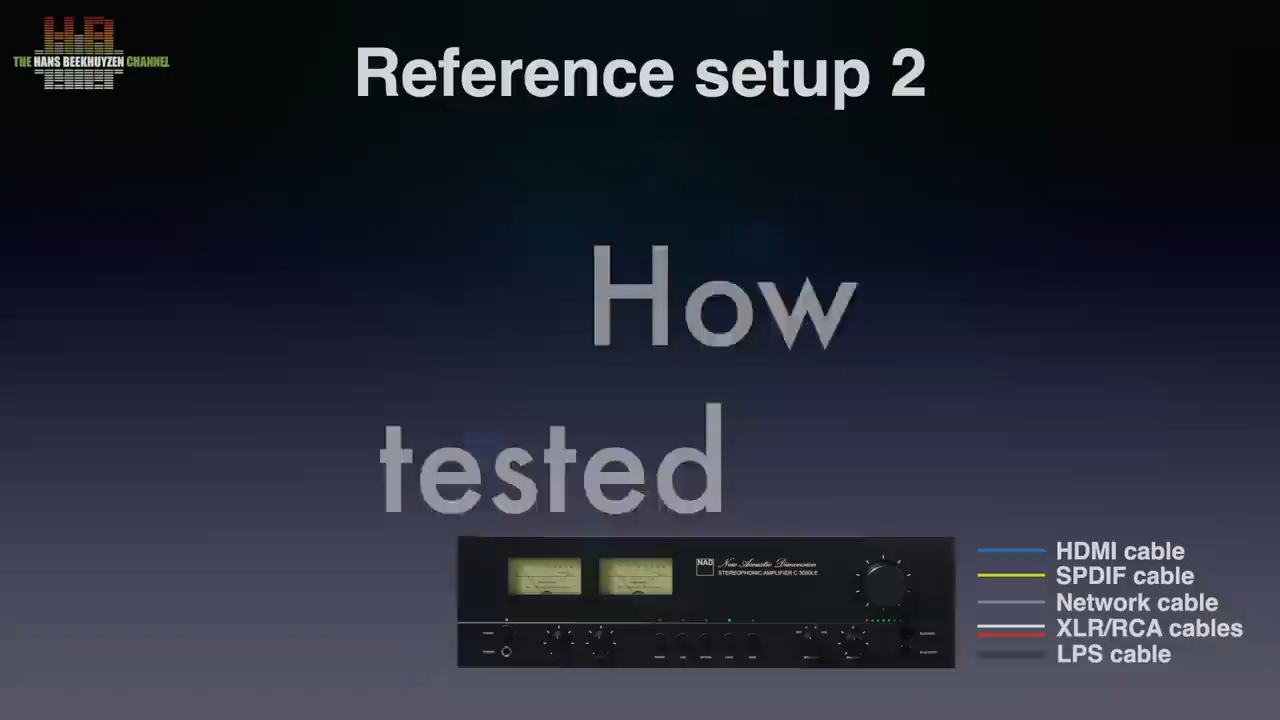 THE HANS BEEKHUYZEN CHANNEL
Reference setup 2
How
tested
NAD
New Acoustic Dimension
STEREOPHONIC AMPLIFIER C 3050LE
HDMI cable
SPDIF cable
Network cable
XLR/RCA cables
LPS cable